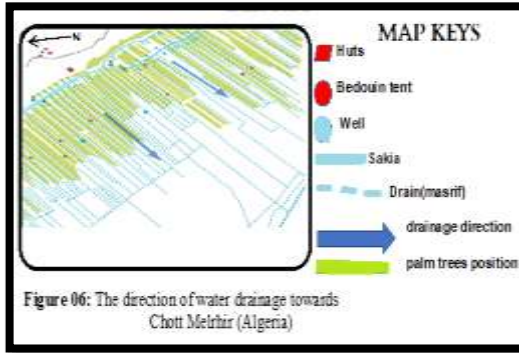 N
MAP KEYS
Huts
Bedouin tent
Well
Sakia
Drain(masrif)
drainage direction
palm trees position
Figure 06: The direction of water drainage towards
Chott Melrhir (Algeria)